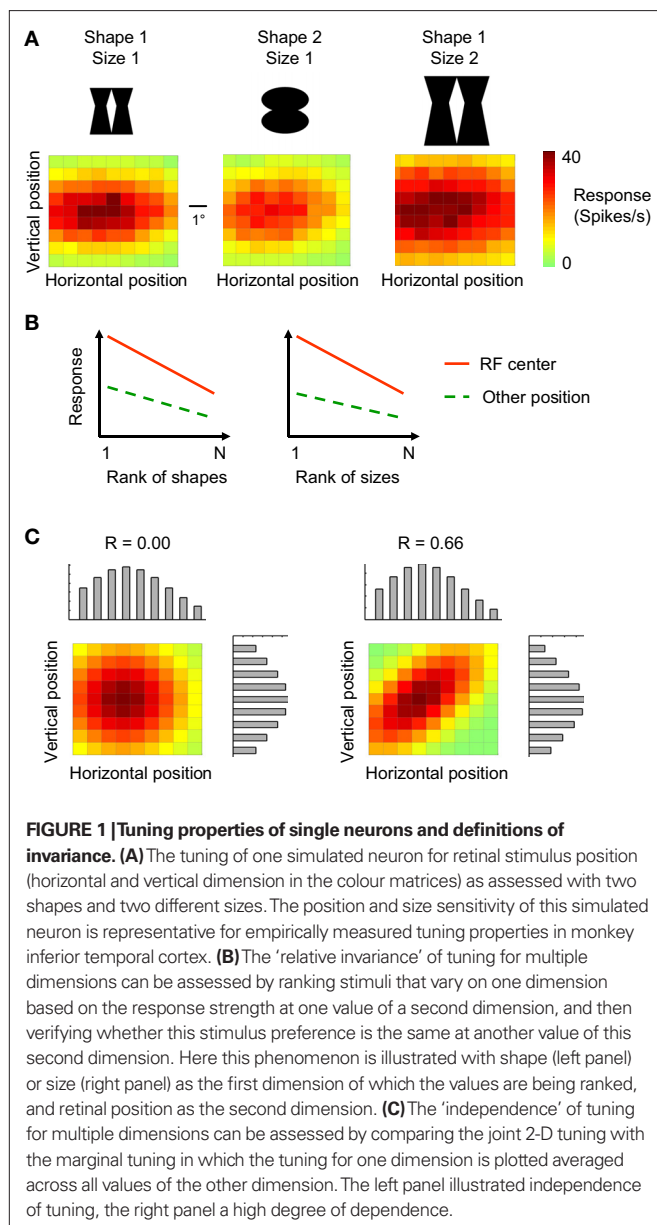 A
Shape 1
Size 1
Shape 2
Size 1
Shape 1
Size 2
Vertical position
Horizontal position
1°
Horizontal position
40
Response
(Spikes/s)
0
B
Response
1 N
Rank of shapes
1 N
Rank of sizes
RF center
Other position
C
R = 0.00
Vertical position
Horizontal position
R = 0.66
Vertical position
Horizontal position
FIGURE 1 | Tuning properties of single neurons and definitions of
invariance. (A) The tuning of one simulated neuron for retinal stimulus position
(horizontal and vertical dimension in the colour matrices) as assessed with two
shapes and two different sizes. The position and size sensitivity of this simulated
neuron is representative for empirically measured tuning properties in monkey
inferior temporal cortex. (B) The ‘relative invariance’ of tuning for multiple
dimensions can be assessed by ranking stimuli that vary on one dimension
based on the response strength at one value of a second dimension, and then
verifying whether this stimulus preference is the same at another value of this
second dimension. Here this phenomenon is illustrated with shape (left panel)
or size (right panel) as the first dimension of which the values are being ranked,
and retinal position as the second dimension. (C) The ‘independence’ of tuning
for multiple dimensions can be assessed by comparing the joint 2-D tuning with
the marginal tuning in which the tuning for one dimension is plotted averaged
across all values of the other dimension. The left panel illustrated independence
of tuning, the right panel a high degree of dependence.